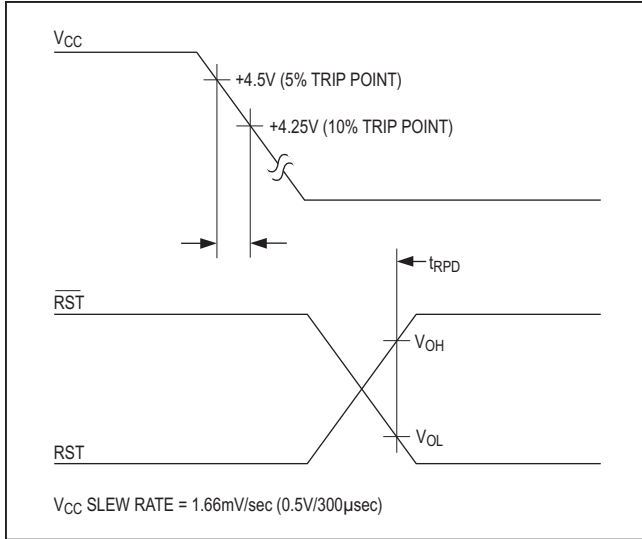 VCC
+4.5V (5% TRIP POINT)
+4.25V (10% TRIP POINT)
tRPD
R̅S̅T̅
VOH
VOL
RST
VCC SLEW RATE = 1.66mV/sec (0.5V/300µsec)